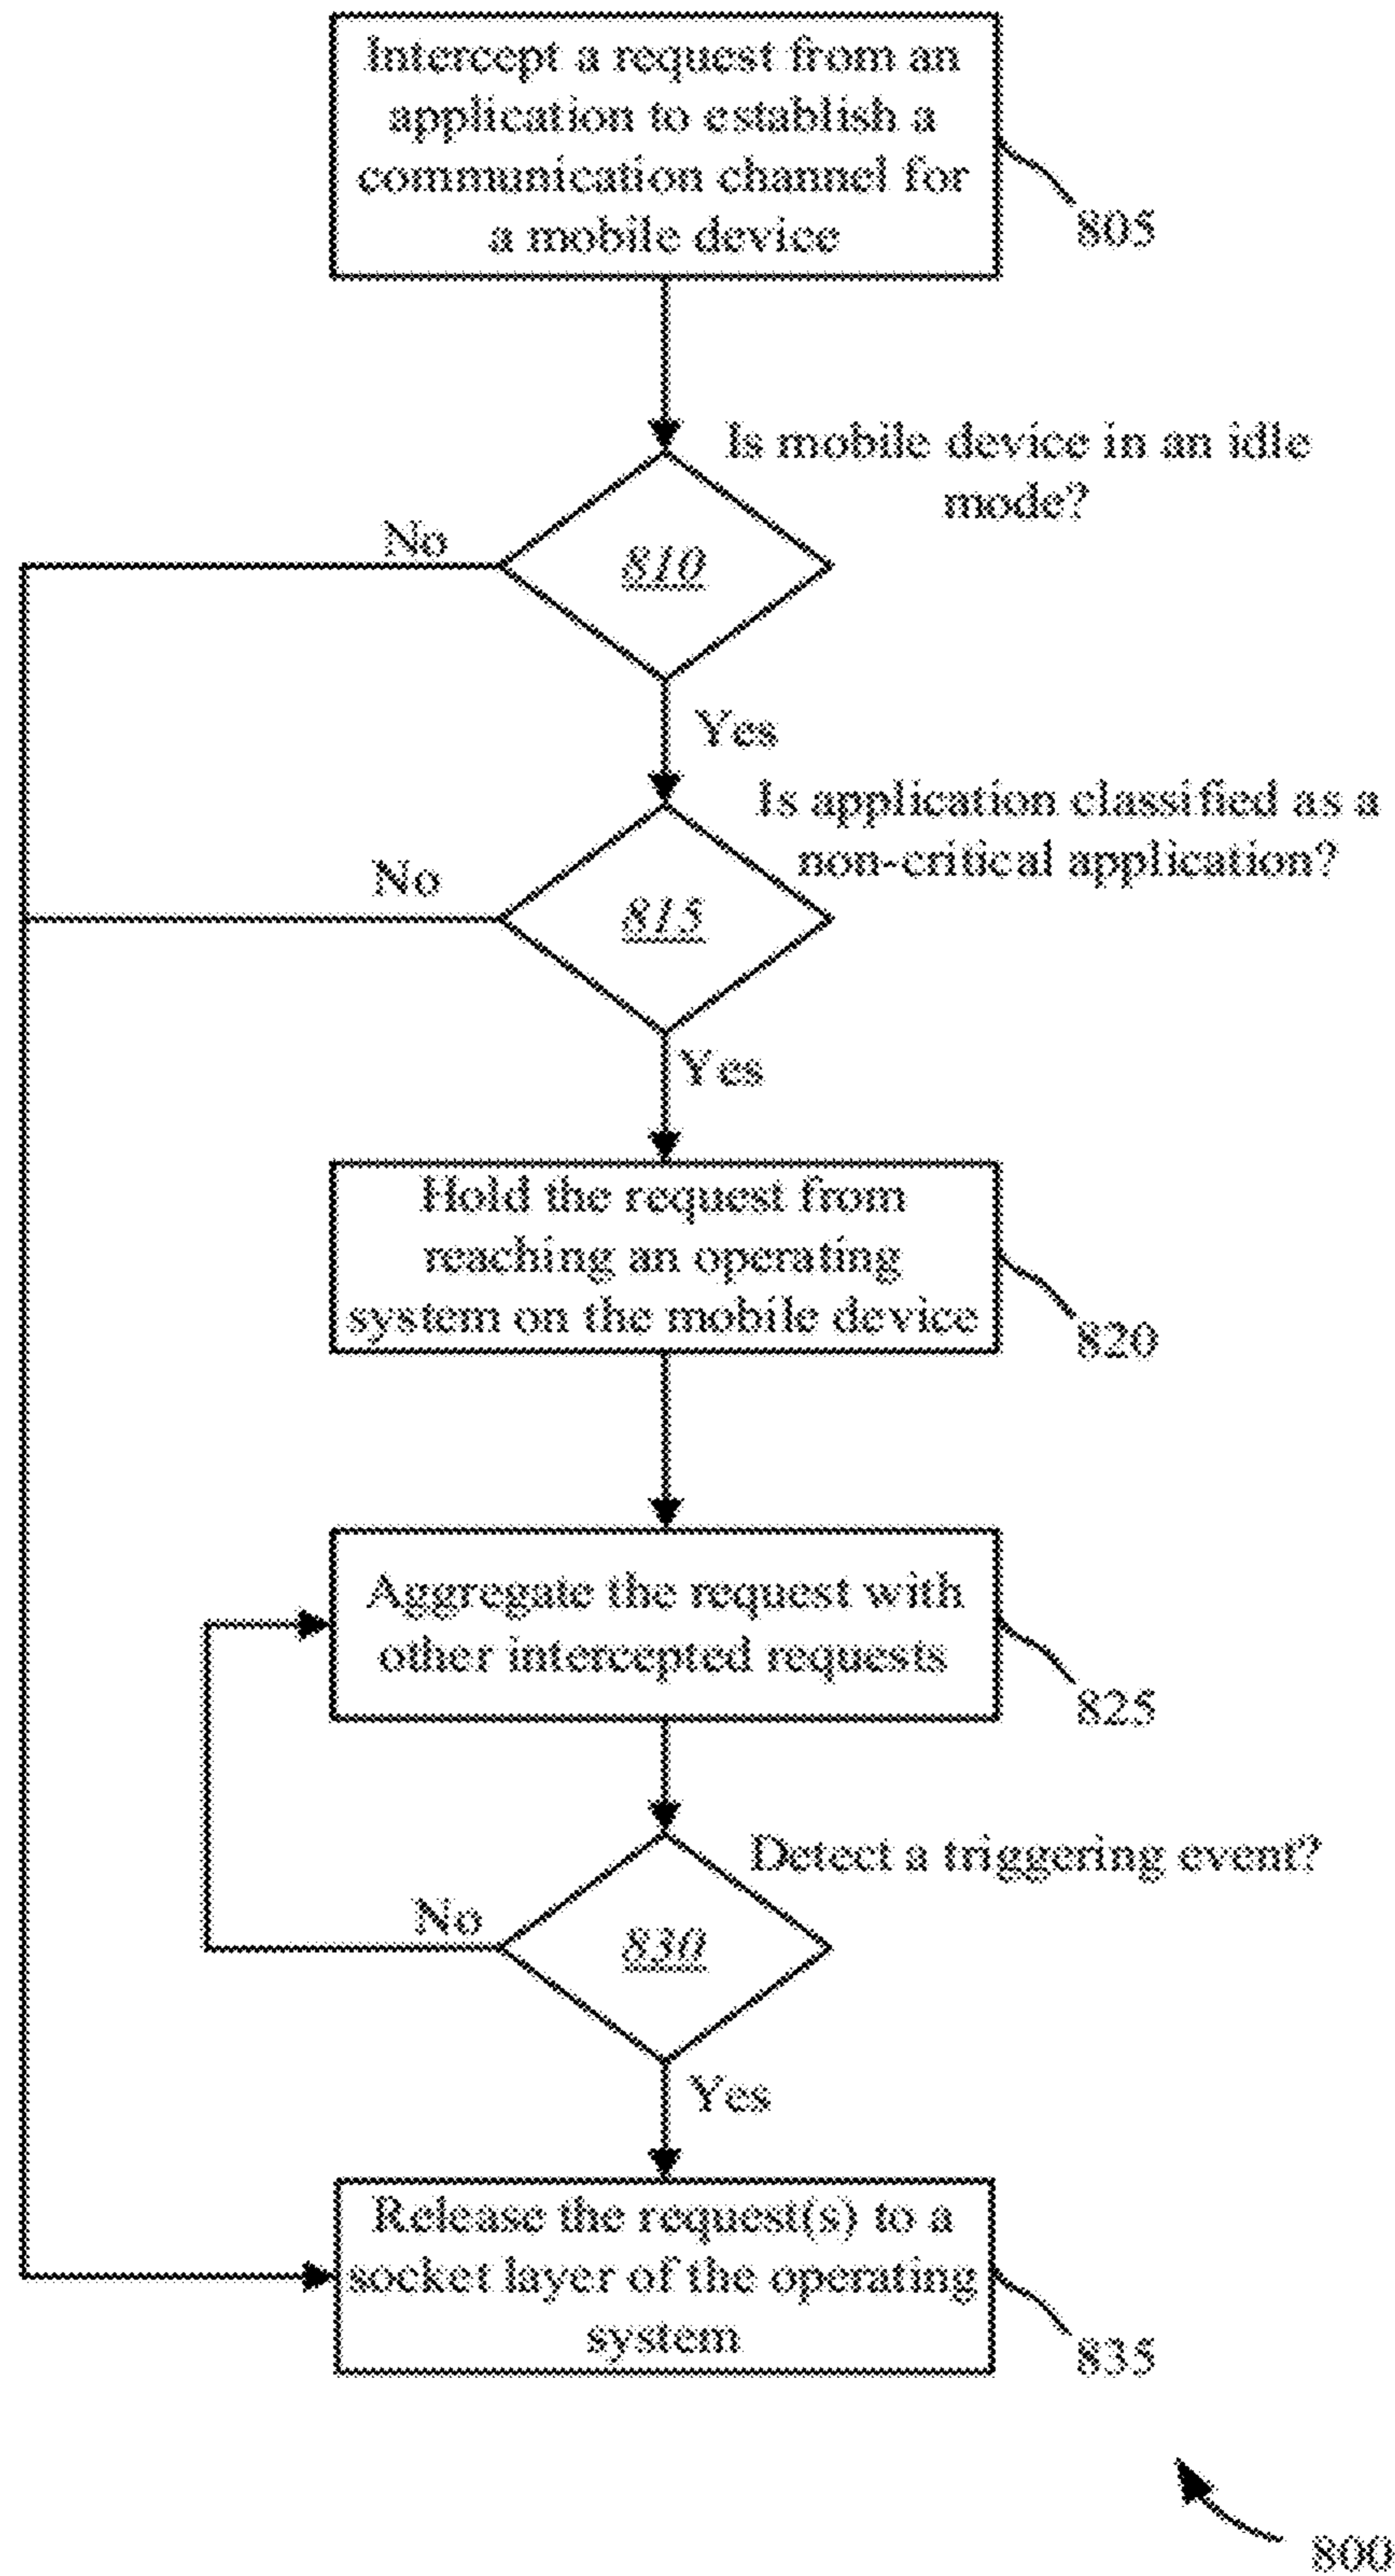 Intercept a request from an
application to establish a
communication channel for
a mobile device
805
Is mobile device in an idle
mode?
No
810
Yes
Is application classified as a
non-critical application?
No
815
Yes
Hold the request from
reaching an operating
system on the mobile device
820
Aggregate the request with
other intercepted requests
825
Detect a triggering event?
No
830
Yes
Release the request(s) to a
socket layer of the operating
system
835
800